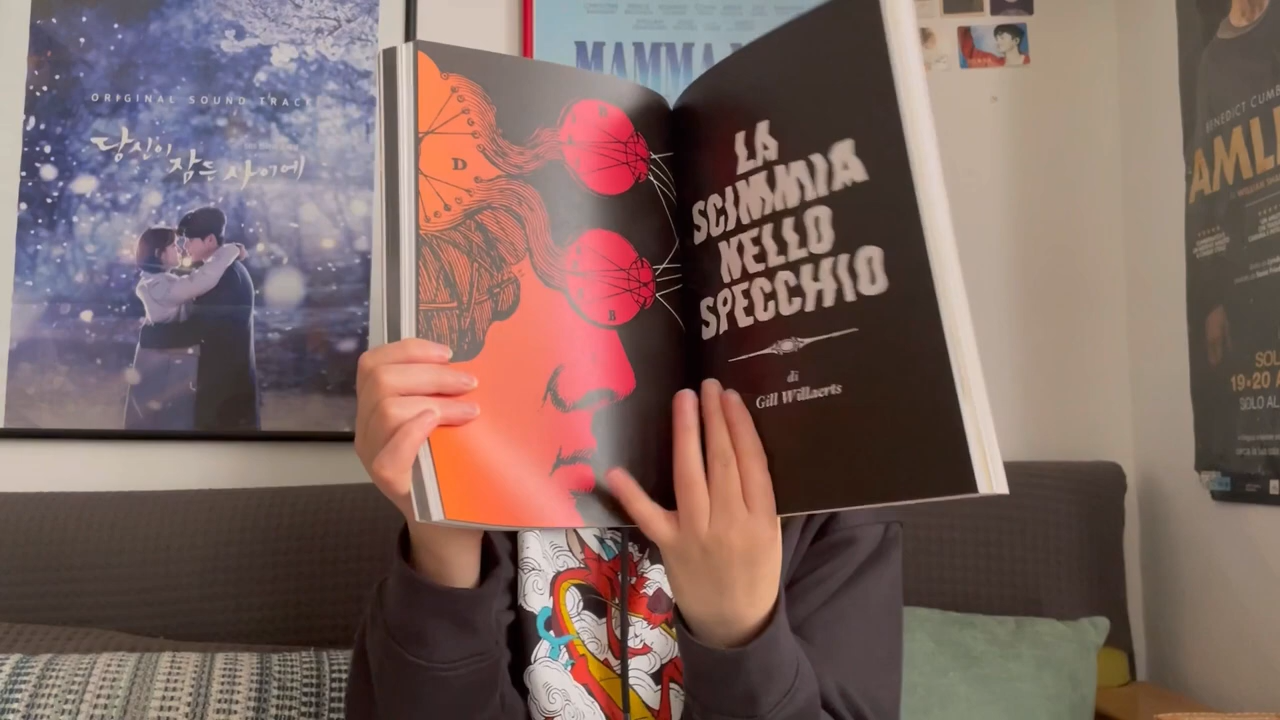 ORIGINAL SOUND TRACK
당신이
잠든 사이에
MAMMA
D
B
LA
SCIMMIA
NELLO
SPECCHIO
di
Gill Willaerts
BENEDICT CUMB
AMLE
SOL
19•20 A
SOLO AL